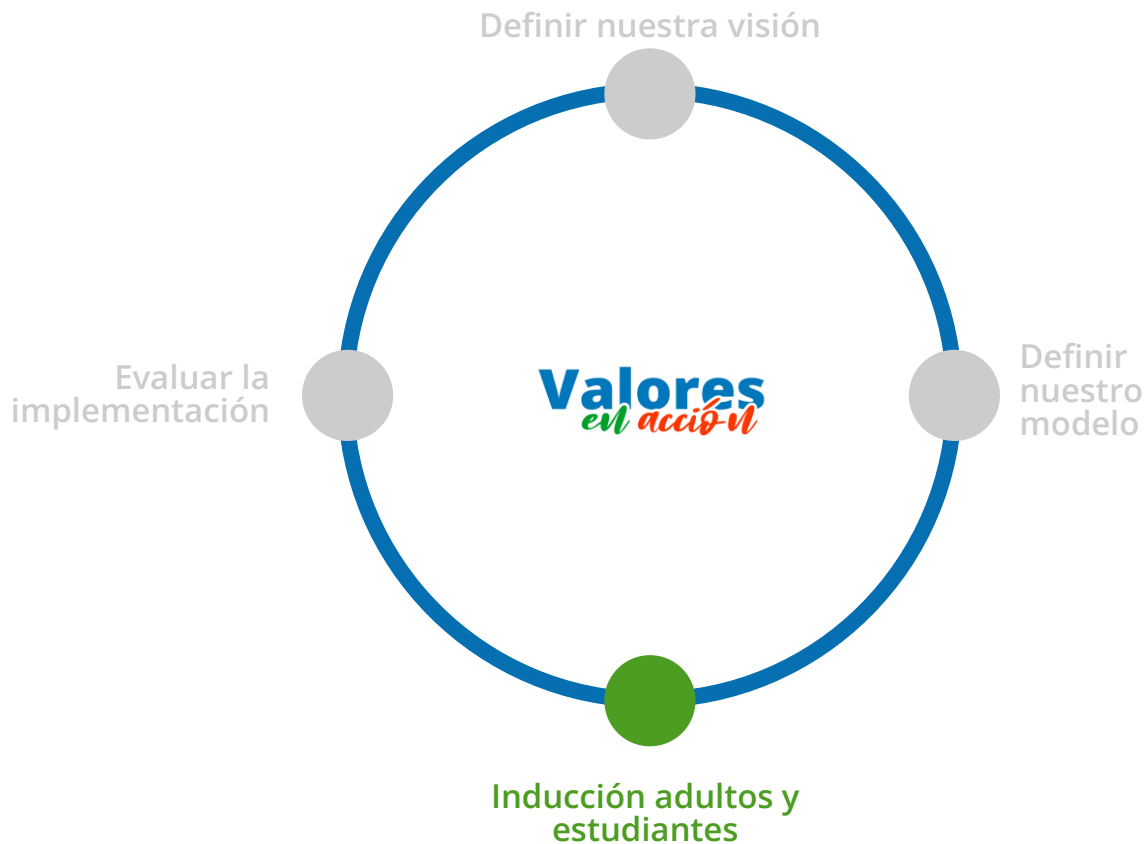 Definir nuestra visión
Definir
nuestro
modelo
Evaluar la
implementación
Valores
en acción
Inducción adultos y
estudiantes